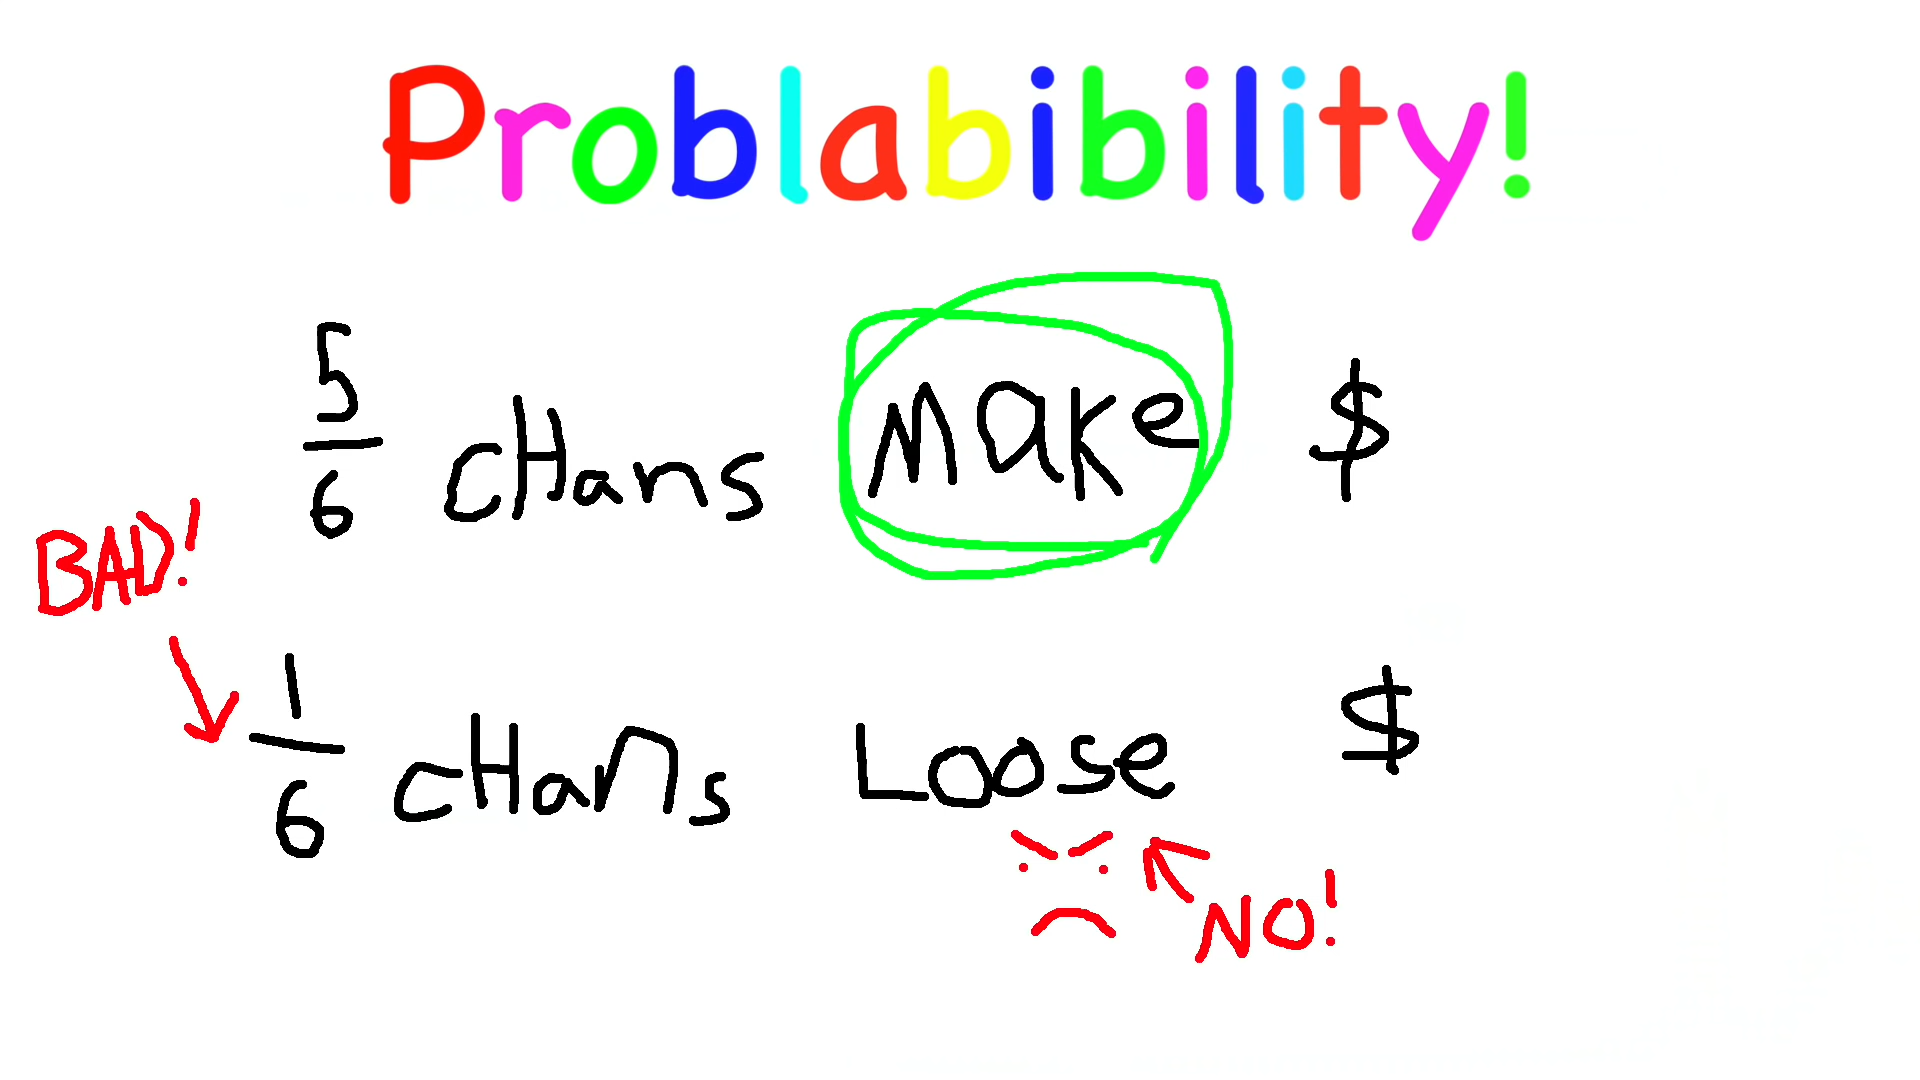 Problabibility!
5/6 cHans Make $
BAD!
1/6 cHans Loose $
NO!